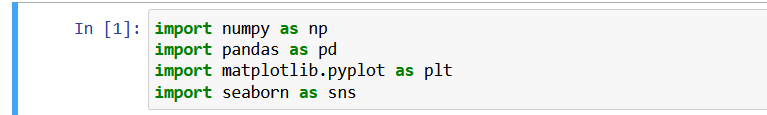 In [1]: import numpy as np
import pandas as pd
import matplotlib.pyplot as plt
import seaborn as sns